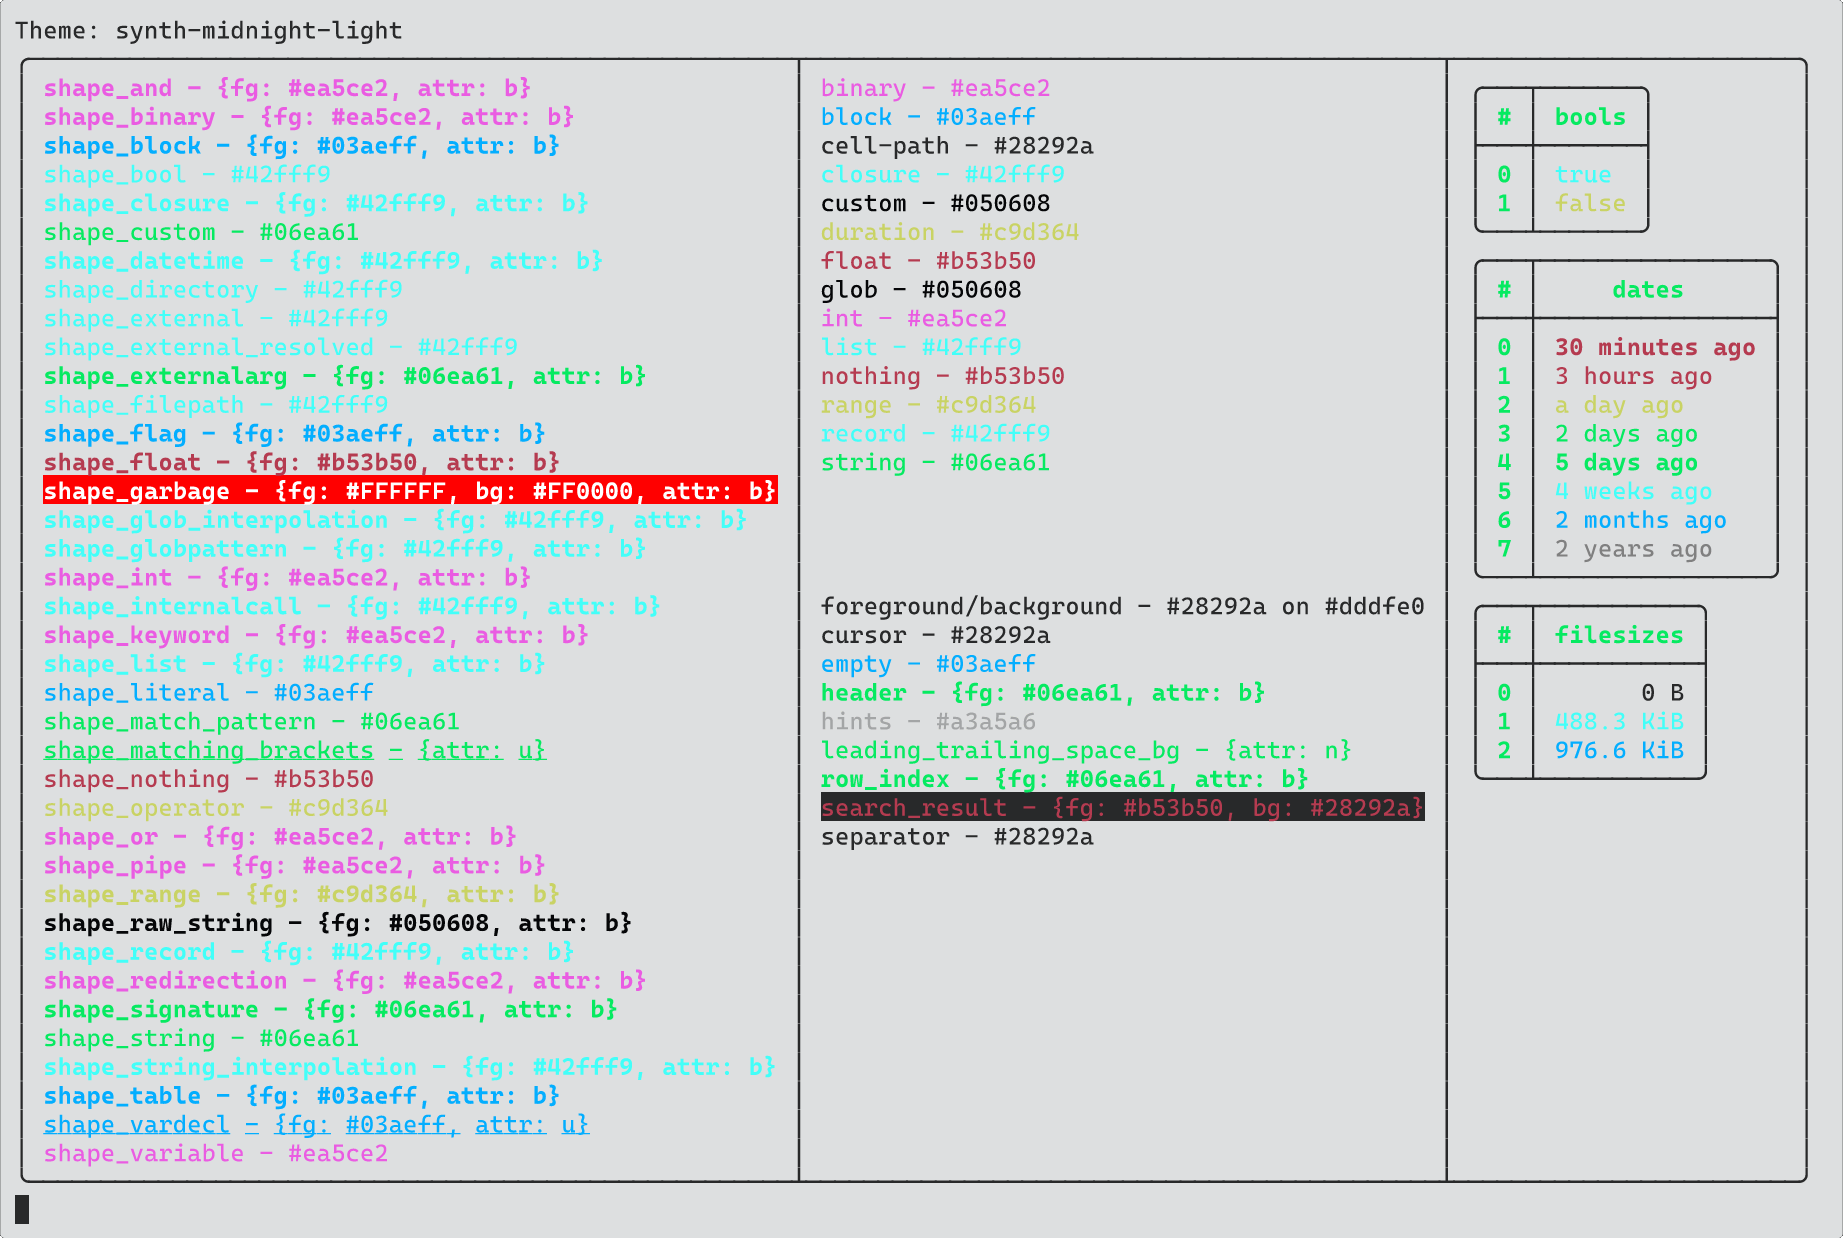 Theme: synth-midnight-light
shape_and - {fg: #ea5ce2, attr: b}
shape_binary - {fg: #ea5ce2, attr: b}
shape_block - {fg: #03aeff, attr: b}
shape_bool - #42fff9
shape_closure - {fg: #42fff9, attr: b}
shape_custom - #06ea61
shape_datetime - {fg: #42fff9, attr: b}
shape_directory - #42fff9
shape_external - #42fff9
shape_external_resolved - #42fff9
shape_externalarg - {fg: #06ea61, attr: b}
shape_filepath - #42fff9
shape_flag - {fg: #03aeff, attr: b}
shape_float - {fg: #b53b50, attr: b}
shape_garbage - {fg: #FFFFFF, bg: #FF0000, attr: b}
shape_glob_interpolation - {fg: #42fff9, attr: b}
shape_globpattern - {fg: #42fff9, attr: b}
shape_int - {fg: #ea5ce2, attr: b}
shape_internalcall - {fg: #42fff9, attr: b}
shape_keyword - {fg: #ea5ce2, attr: b}
shape_list - {fg: #42fff9, attr: b}
shape_literal - #03aeff
shape_match_pattern - #06ea61
shape_matching_brackets - {attr: u}
shape_nothing - #b53b50
shape_operator - #c9d364
shape_or - {fg: #ea5ce2, attr: b}
shape_pipe - {fg: #ea5ce2, attr: b}
shape_range - {fg: #c9d364, attr: b}
shape_raw_string - {fg: #050608, attr: b}
shape_record - {fg: #42fff9, attr: b}
shape_redirection - {fg: #ea5ce2, attr: b}
shape_signature - {fg: #06ea61, attr: b}
shape_string - #06ea61
shape_string_interpolation - {fg: #42fff9, attr: b}
shape_table - {fg: #03aeff, attr: b}
shape_vardecl - {fg: #03aeff, attr: u}
shape_variable - #ea5ce2
binary - #ea5ce2
block - #03aeff
cell-path - #28292a
closure - #42fff9
custom - #050608
duration - #c9d364
float - #b53b50
glob - #050608
int - #ea5ce2
list - #42fff9
nothing - #b53b50
range - #c9d364
record - #42fff9
string - #06ea61
foreground/background - #28292a on #dddfe0
cursor - #28292a
empty - #03aeff
header - {fg: #06ea61, attr: b}
hints - #a3a5a6
leading_trailing_space_bg - {attr: n}
row_index - {fg: #06ea61, attr: b}
search_result - {fg: #b53b50, bg: #28292a}
separator - #28292a
# bools
0 true
1 false
# dates
0 30 minutes ago
1 3 hours ago
2 a day ago
3 2 days ago
4 5 days ago
5 4 weeks ago
6 2 months ago
7 2 years ago
# filesizes
0 0 B
1 488.3 KiB
2 976.6 KiB